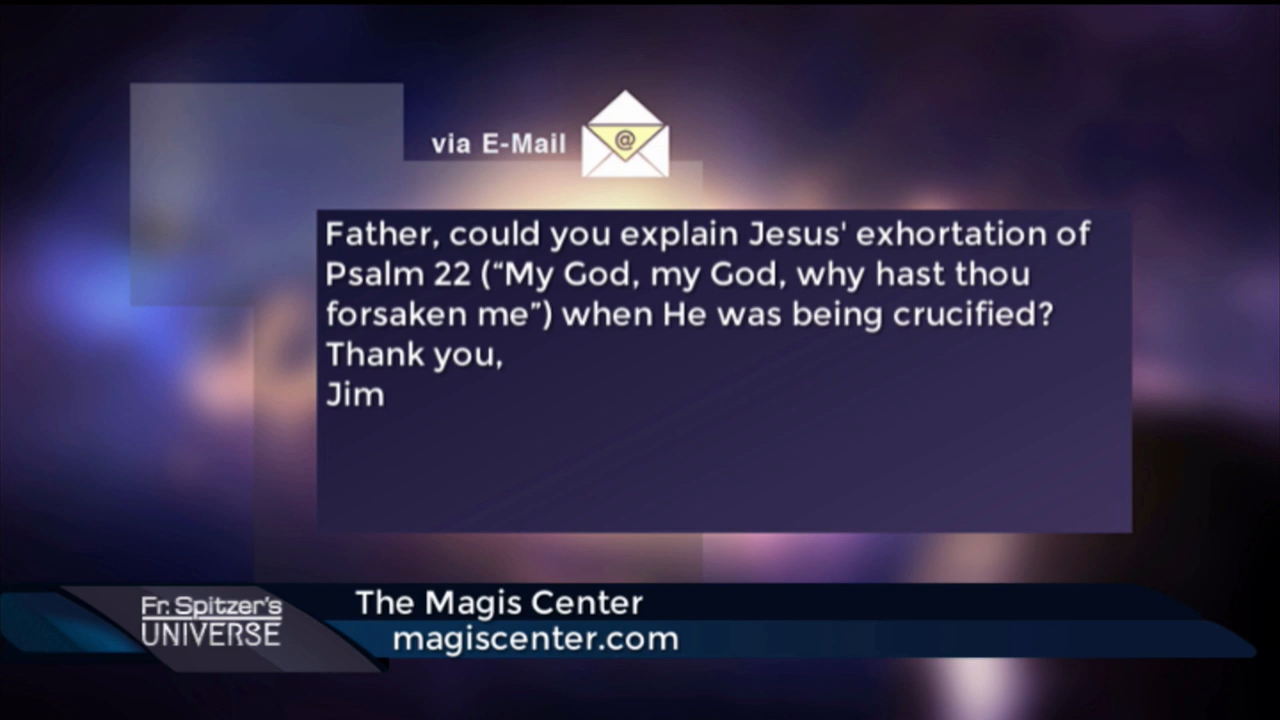 via E-Mail
@
Father, could you explain Jesus' exhortation of
Psalm 22 (“My God, my God, why hast thou
forsaken me”) when He was being crucified?
Thank you,
Jim
Fr. Spitzer's
UNIVERSE
The Magis Center
magiscenter.com